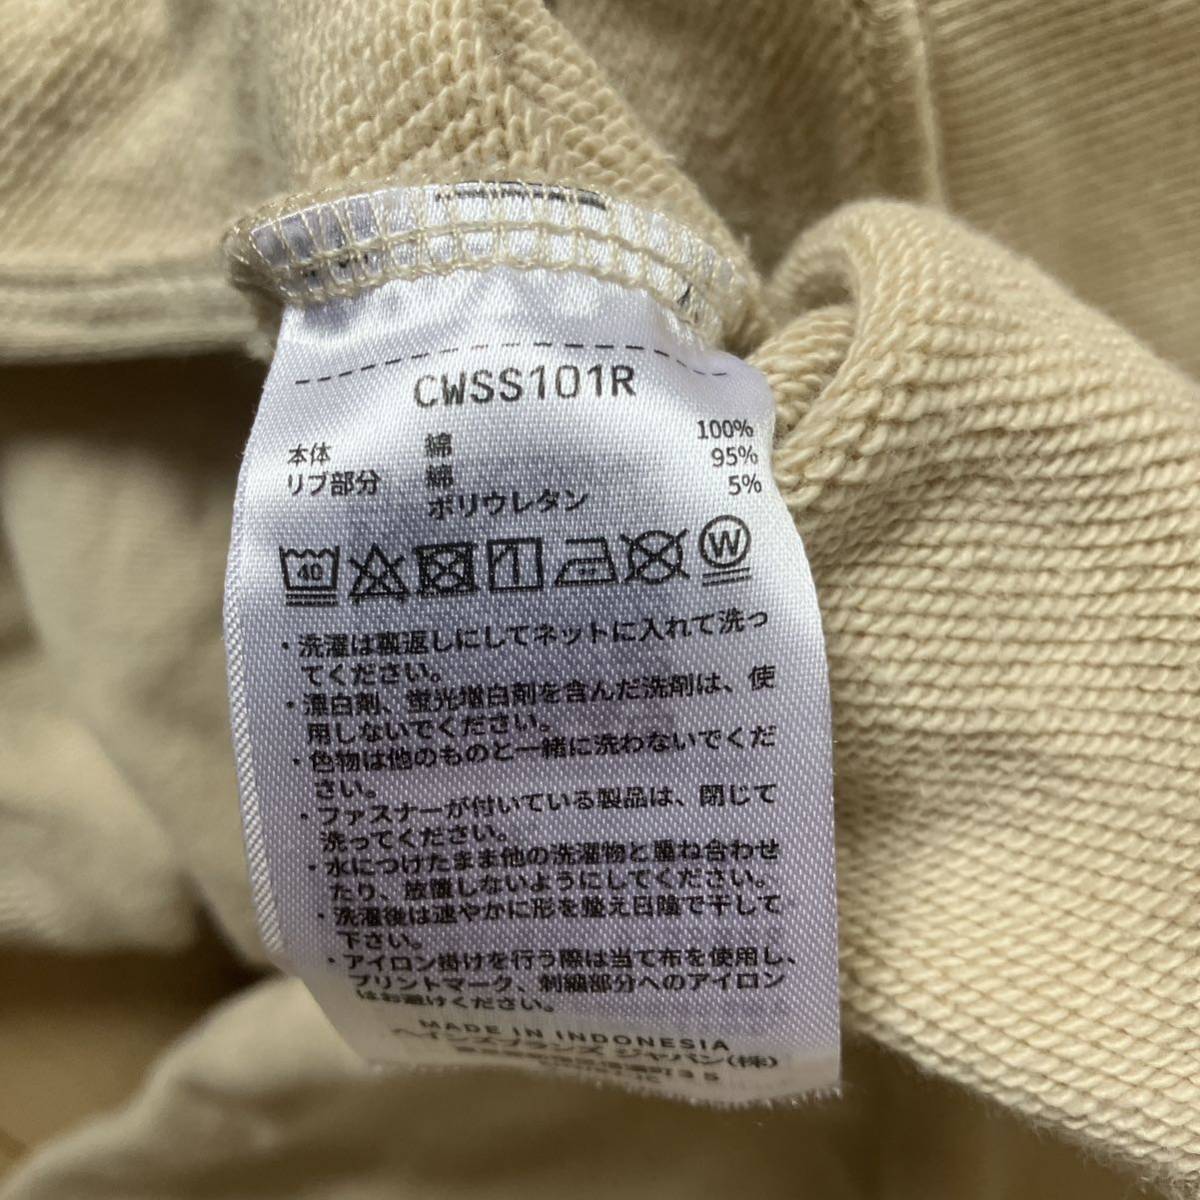 CWSS101R
本体 綿 100%
リブ部分 綿 95%
ポリウレタン 5%
40 W
・洗濯は裏返しにしてネットに入れて洗っ
てください。
・漂白剤、蛍光増白剤を含んだ洗剤は、使
用しないでください。
・色物は他のものと一緒に洗わないでくだ
さい。
・ファスナーが付いている製品は、閉じて
洗ってください。
・水につけたまま他の洗濯物と重ね合わせ
たり、放置しないようにしてください。
・洗濯後は速やかに形を整え日陰で干して
下さい。
・アイロン掛けを行う際は当て布を使用し、
プリントマーク、刺繍部分へのアイロン
はお避けください。
MADE IN INDONESIA
ヘインズブランズ ジャパン(株)